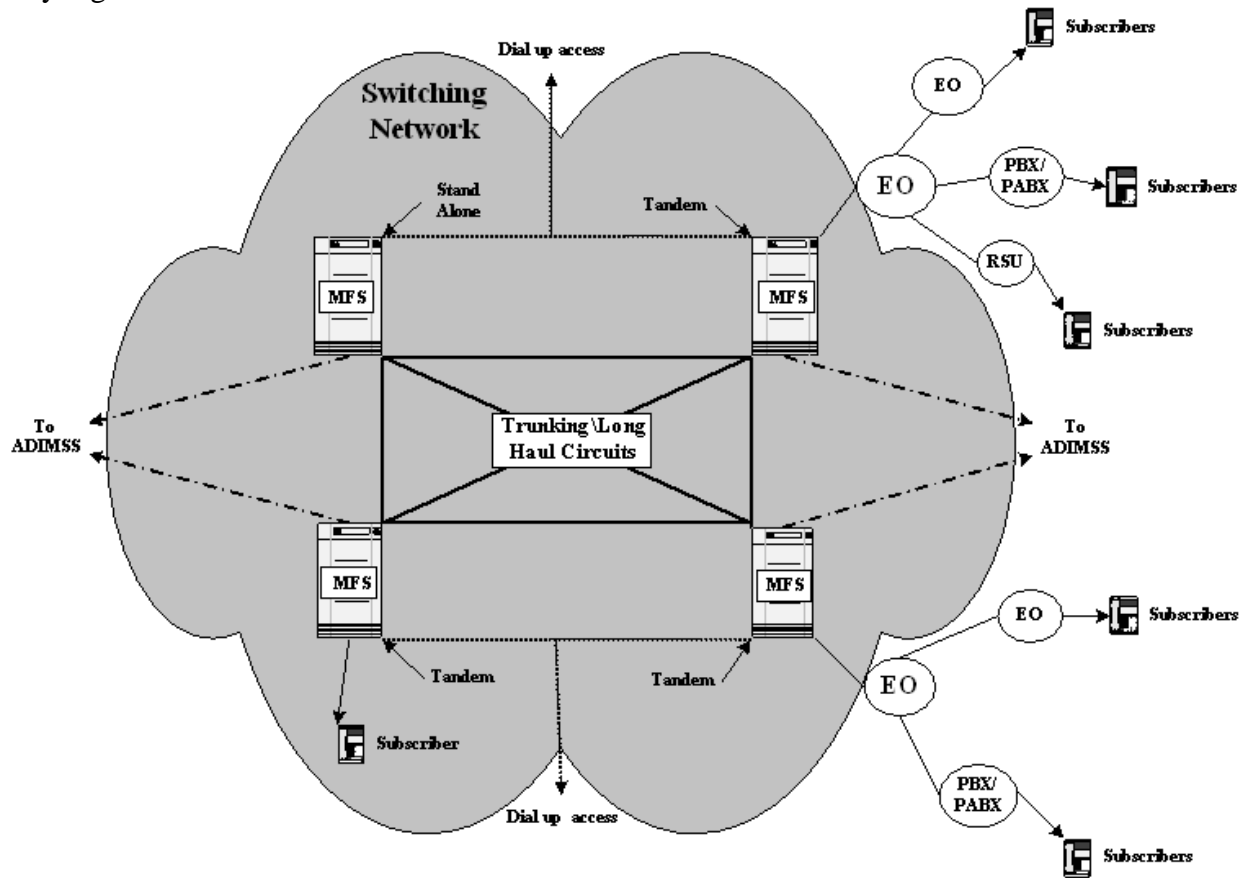 Subscribers
Dial up access
EO
Switching
Network
PBX/
PABX
EO
Subscribers
Stand
Alone
Tandem
RSU
MFS
MFS
Subscribers
Trunking\Long
Haul Circuits
To
ADIMSS
To
ADIMSS
MFS
MFS
EO
Subscribers
Tandem
Tandem
EO
Subscriber
PBX/
PABX
Dial up access
Subscribers